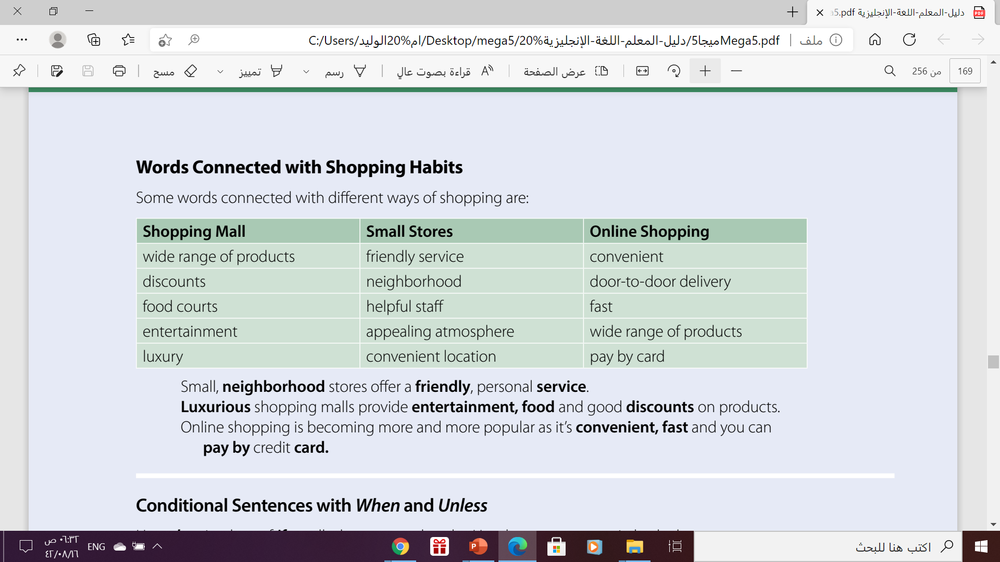 دليل-المعلم-اللغة-الإنجليزية
5.pdf
ملف
C:/Users/ام%20الوليد/Desktop/mega5/دليل-المعلم-اللغة-الإنجليزية%20ميجا5Mega5.pdf
169
من 256
عرض الصفحة
قراءة بصوت عالٍ
رسم
تمييز
مسح
Words Connected with Shopping Habits
Some words connected with different ways of shopping are:
Shopping Mall Small Stores Online Shopping
wide range of products friendly service convenient
discounts neighborhood door-to-door delivery
food courts helpful staff fast
entertainment appealing atmosphere wide range of products
luxury convenient location pay by card
Small, neighborhood stores offer a friendly, personal service.
Luxurious shopping malls provide entertainment, food and good discounts on products.
Online shopping is becoming more and more popular as it's convenient, fast and you can
pay by credit card.
Conditional Sentences with When and Unless
اكتب هنا للبحث
ENG
٠٦:٣٢ ص
٤٢/٠٨/١٦